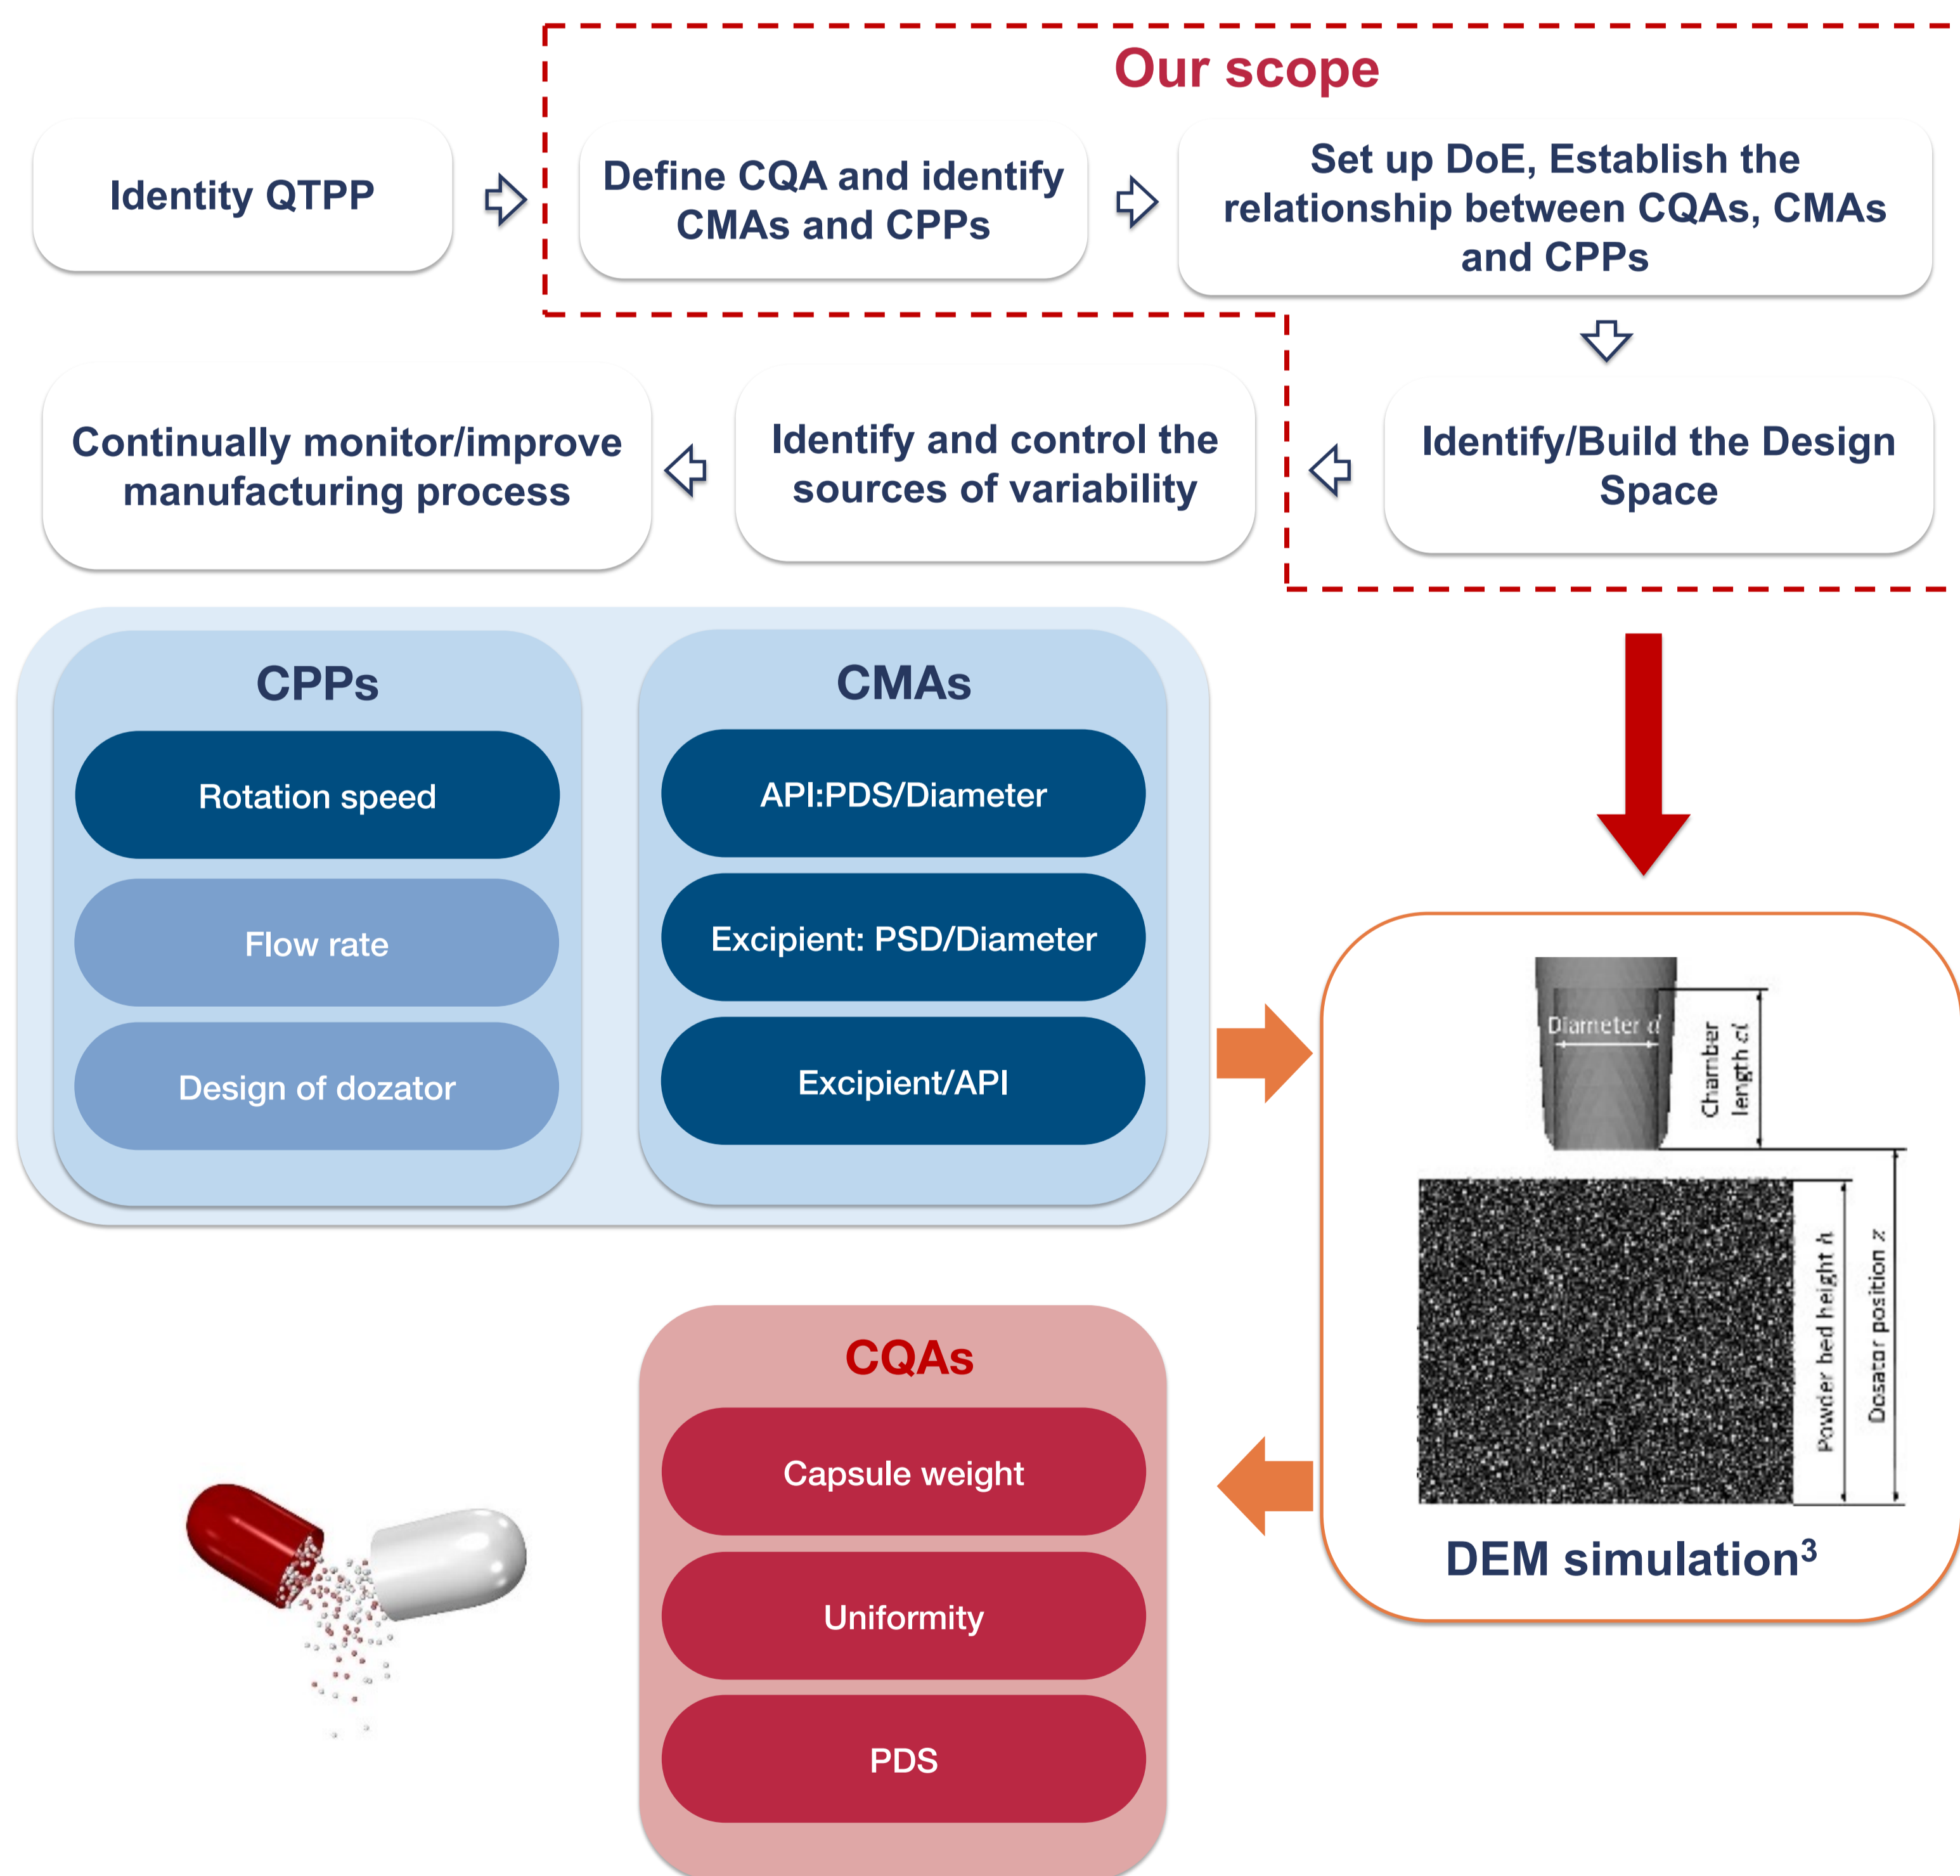 Our scope
Identity QTPP
Define CQA and identify
CMAs and CPPs
Set up DoE, Establish the
relationship between CQAs, CMAs
and CPPs
Continually monitor/improve
manufacturing process
Identify and control the
sources of variability
Identify/Build the Design
Space
CPPs
Rotation speed
Flow rate
Design of dozator
CMAs
API:PDS/Diameter
Excipient: PSD/Diameter
Excipient/API
Diameter d
Chamber
length cl
Powder bed height h
Dosator position z
DEM simulation³
CQAs
Capsule weight
Uniformity
PDS